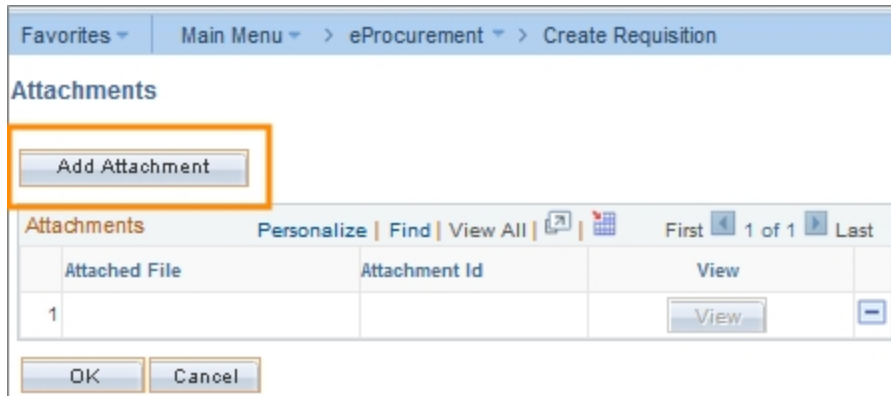 Favorites Main Menu > eProcurement > Create Requisition
Attachments
Add Attachment
Attachments Personalize | Find | View All | | First 1 of 1 Last
Attached File Attachment Id View
1 View
OK Cancel